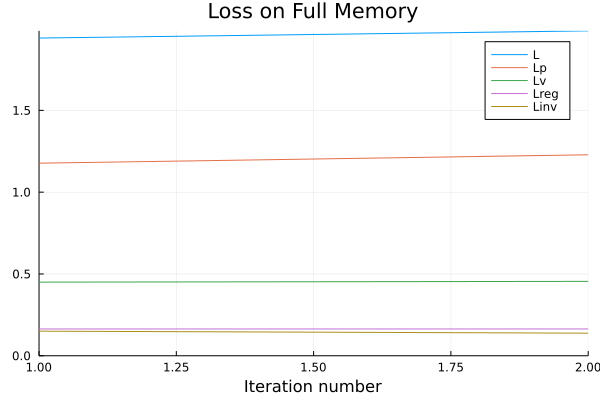 Loss on Full Memory
L
Lp
Lv
Lreg
Linv
1.5
1.0
0.5
0.0
1.00 1.25 1.50 1.75 2.00
Iteration number